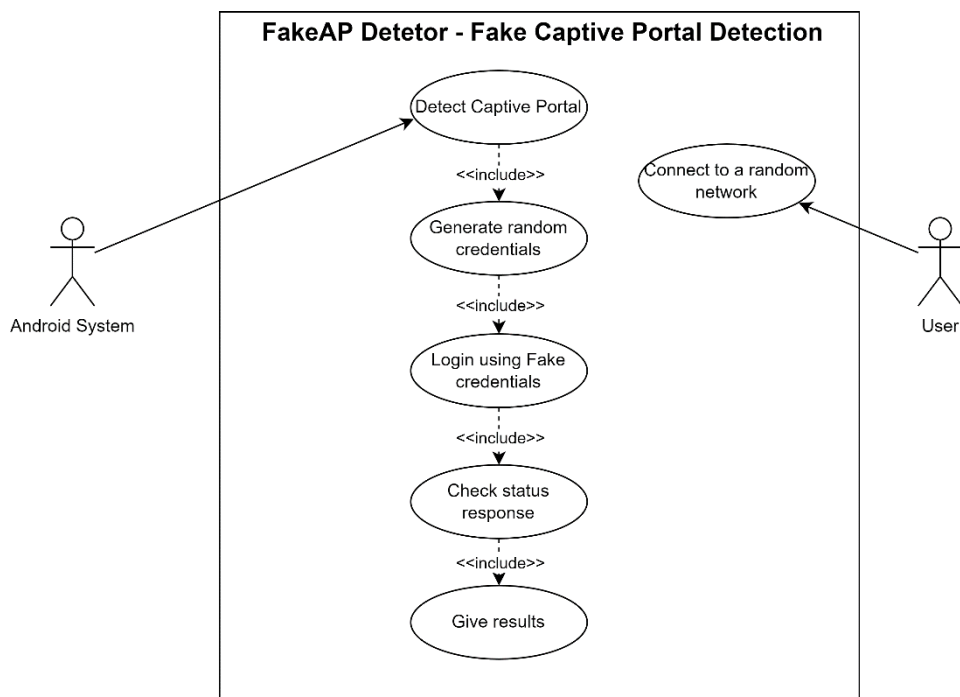 FakeAP Detetor - Fake Captive Portal Detection
Detect Captive Portal
<<include>>
Connect to a random
network
Generate random
credentials
<<include>>
Android System
User
Login using Fake
credentials
<<include>>
Check status
response
<<include>>
Give results